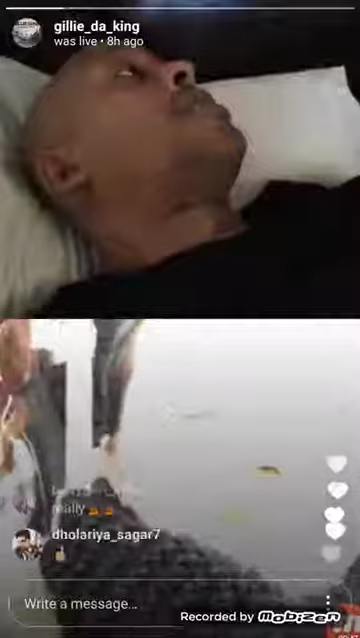 gillie_da_king
was live • 8h ago
really
dholariya_sagar7
Write a message...
Recorded by MOBIZEN